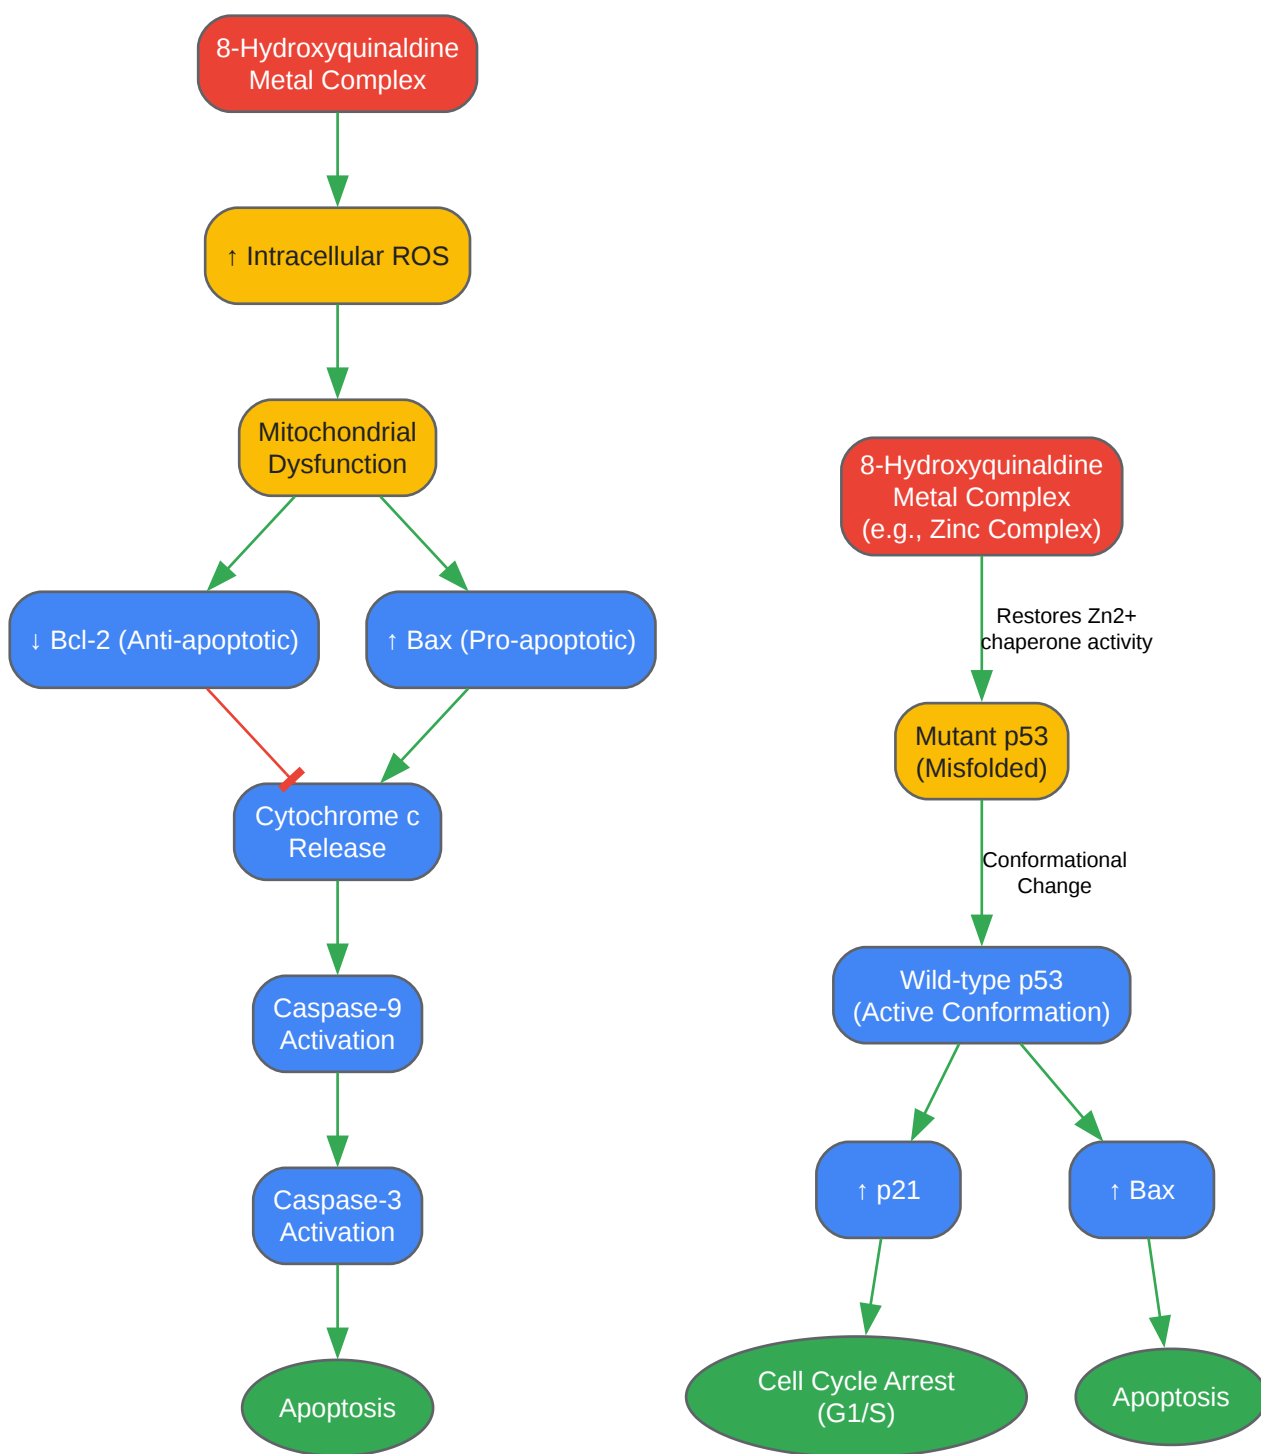 8-Hydroxyquinaldine
Metal Complex
↑ Intracellular ROS
Mitochondrial
Dysfunction
↓ Bcl-2 (Anti-apoptotic)
↑ Bax (Pro-apoptotic)
Cytochrome c
Release
Caspase-9
Activation
Caspase-3
Activation
Apoptosis
8-Hydroxyquinaldine
Metal Complex
(e.g., Zinc Complex)
Restores Zn2+
chaperone activity
Mutant p53
(Misfolded)
Conformational
Change
Wild-type p53
(Active Conformation)
↑ p21
↑ Bax
Cell Cycle Arrest
(G1/S)
Apoptosis